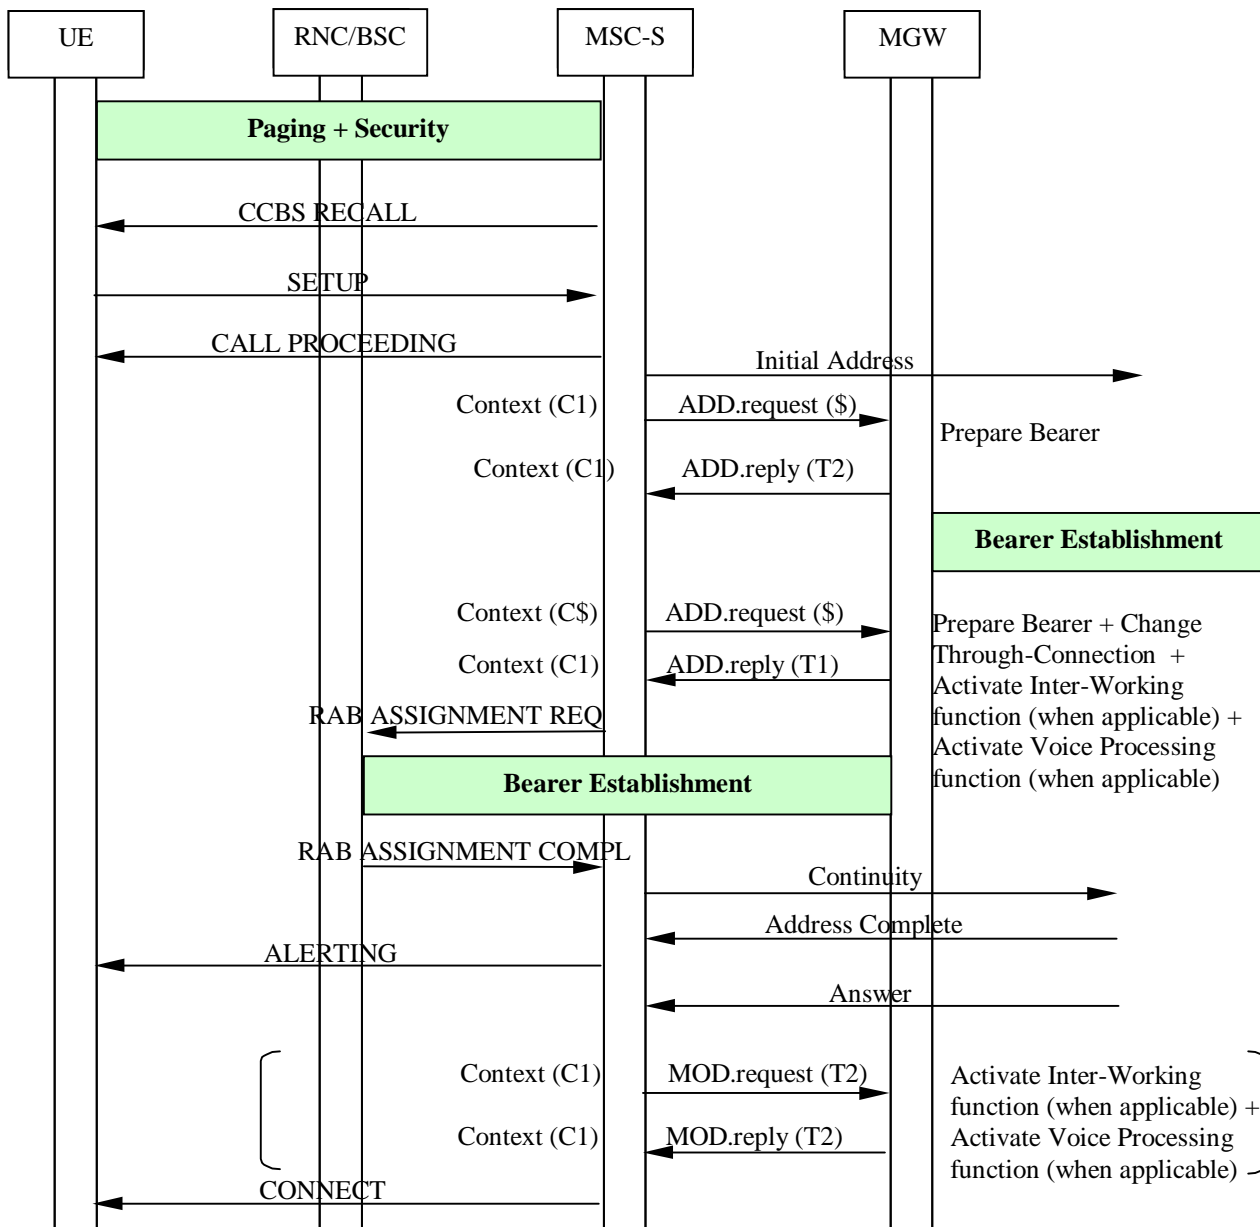 UE
RNC/BSC
MSC-S
MGW
Paging + Security
CCBS RECALL
SETUP
CALL PROCEEDING
Initial Address
Context (C1)
ADD.request ($)
Prepare Bearer
Context (C1)
ADD.reply (T2)
Bearer Establishment
Context (C$)
ADD.request ($)
Context (C1)
ADD.reply (T1)
Prepare Bearer + Change
Through-Connection +
Activate Inter-Working
function (when applicable) +
Activate Voice Processing
function (when applicable)
RAB ASSIGNMENT REQ
Bearer Establishment
RAB ASSIGNMENT COMPL
Continuity
Address Complete
ALERTING
Answer
Context (C1)
MOD.request (T2)
Context (C1)
MOD.reply (T2)
Activate Inter-Working
function (when applicable) +
Activate Voice Processing
function (when applicable)
CONNECT